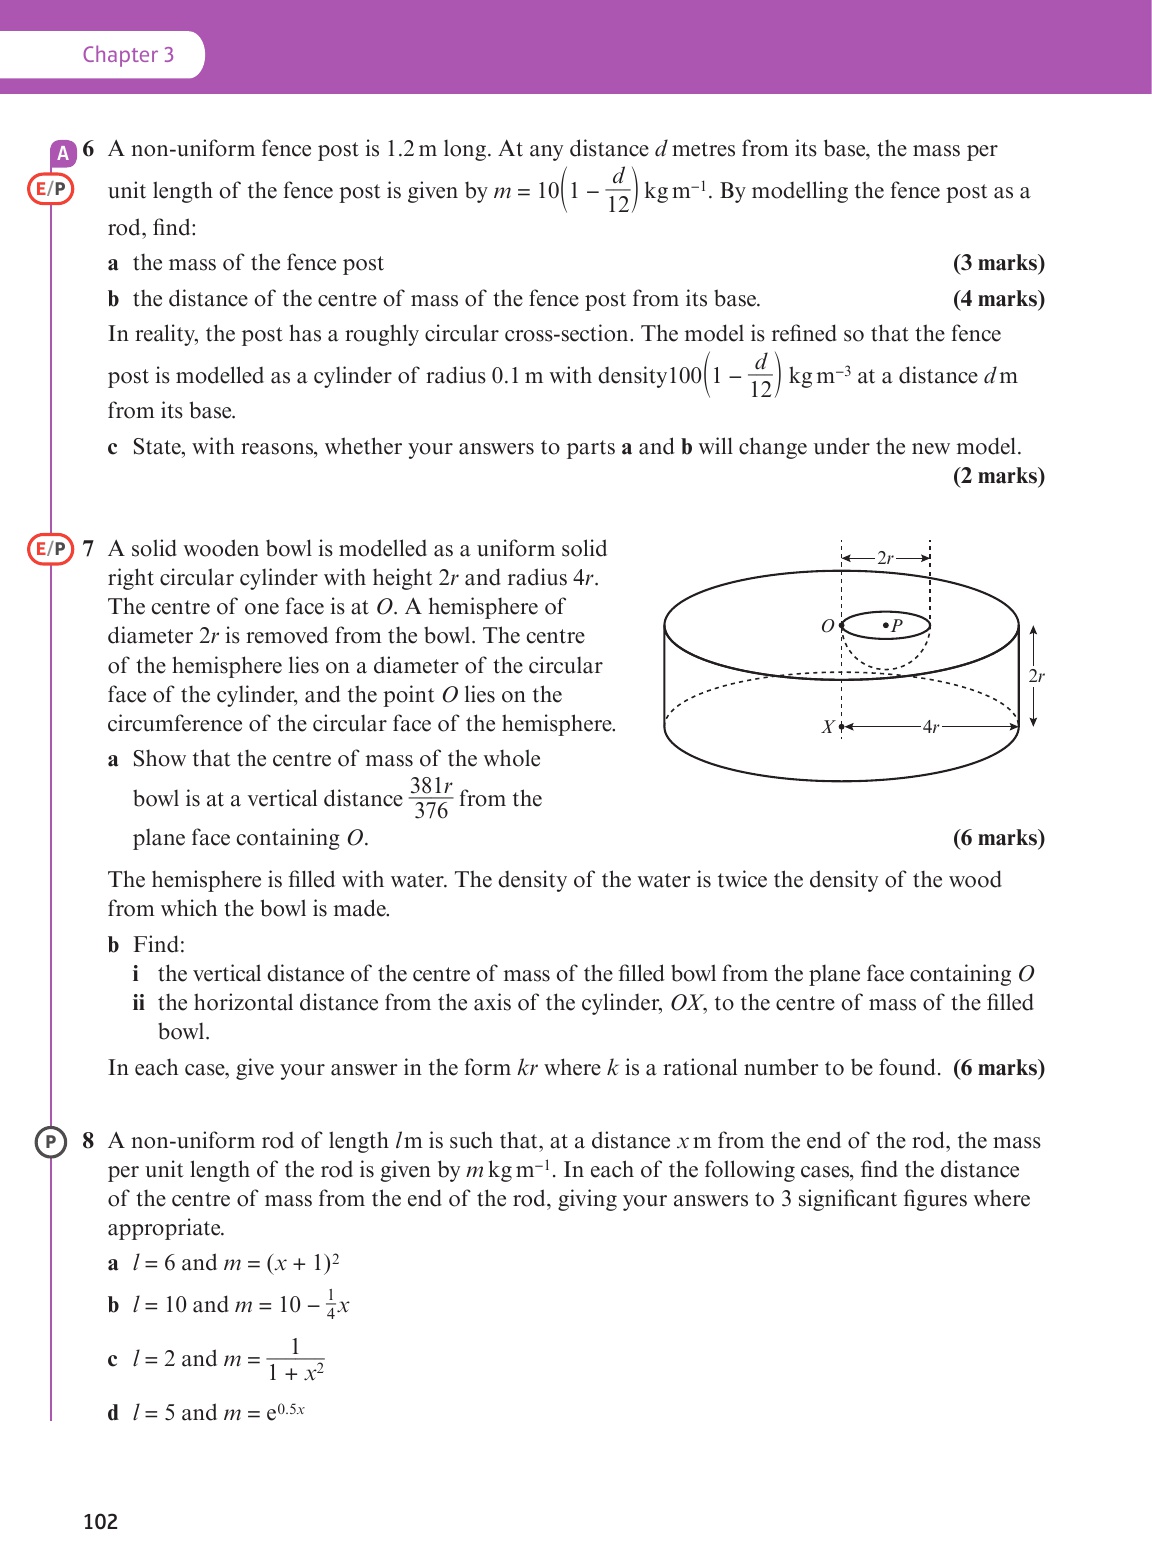 Chapter 3
A 6 A non-uniform fence post is 1.2 m long. At any distance d metres from its base, the mass per
E/P unit length of the fence post is given by m = 10(1 − d/12) kg m⁻¹. By modelling the fence post as a
rod, find:
a the mass of the fence post (3 marks)
b the distance of the centre of mass of the fence post from its base. (4 marks)
In reality, the post has a roughly circular cross-section. The model is refined so that the fence
post is modelled as a cylinder of radius 0.1 m with density100(1 − d/12) kg m⁻³ at a distance d m
from its base.
c State, with reasons, whether your answers to parts a and b will change under the new model.
(2 marks)
E/P 7 A solid wooden bowl is modelled as a uniform solid
right circular cylinder with height 2r and radius 4r.
The centre of one face is at O. A hemisphere of
diameter 2r is removed from the bowl. The centre
of the hemisphere lies on a diameter of the circular
face of the cylinder, and the point O lies on the
circumference of the circular face of the hemisphere.
2r
O
P
2r
X
4r
a Show that the centre of mass of the whole
bowl is at a vertical distance 381r/376 from the
plane face containing O. (6 marks)
The hemisphere is filled with water. The density of the water is twice the density of the wood
from which the bowl is made.
b Find:
i the vertical distance of the centre of mass of the filled bowl from the plane face containing O
ii the horizontal distance from the axis of the cylinder, OX, to the centre of mass of the filled
bowl.
In each case, give your answer in the form kr where k is a rational number to be found. (6 marks)
P 8 A non-uniform rod of length l m is such that, at a distance x m from the end of the rod, the mass
per unit length of the rod is given by m kg m⁻¹. In each of the following cases, find the distance
of the centre of mass from the end of the rod, giving your answers to 3 significant figures where
appropriate.
a l = 6 and m = (x + 1)²
b l = 10 and m = 10 − ¼x
c l = 2 and m = 1/(1 + x²)
d l = 5 and m = e^0.5x
102